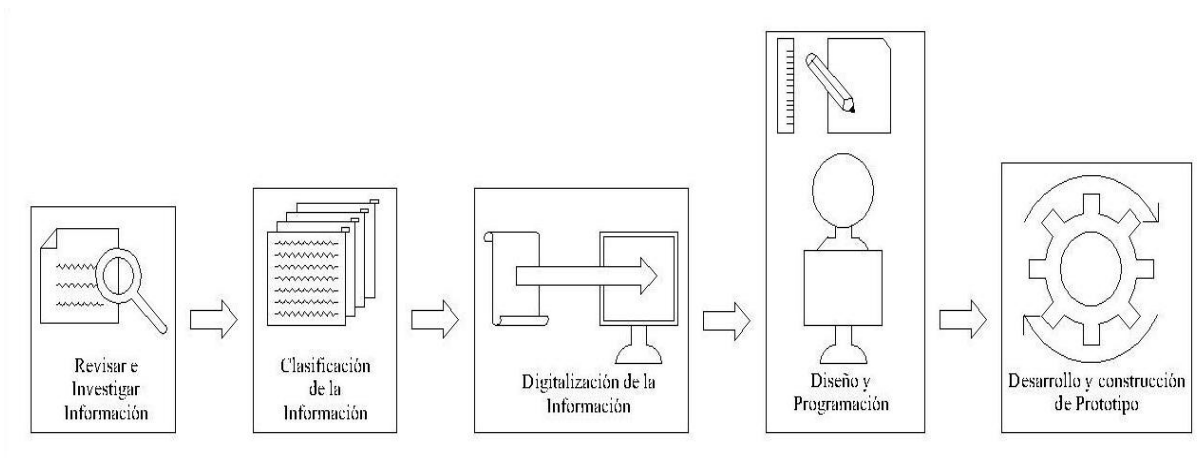 Revisar e
Investigar
Información
Clasificación
de la
Información
Digitalización de la
Información
Diseño y
Programación
Desarrollo y construcción
de Prototipo